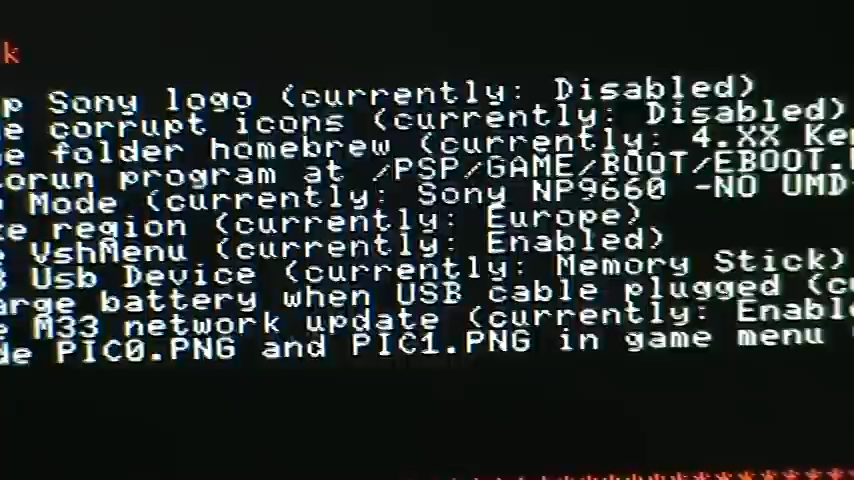 k
p Sony logo (currently: Disabled)
e corrupt icons (currently: Disabled)
e folder homebrew (currently: 4.XX Ke
orun program at /PSP/GAME/BOOT/EBOOT.
Mode (currently: Sony NP9660 -NO UMD
e region (currently: Europe)
VshMenu (currently: Enabled)
Usb Device (currently: Memory Stick)
arge battery when USB cable plugged (c
e M33 network update (currently: Enable
de PIC0.PNG and PIC1.PNG in game menu